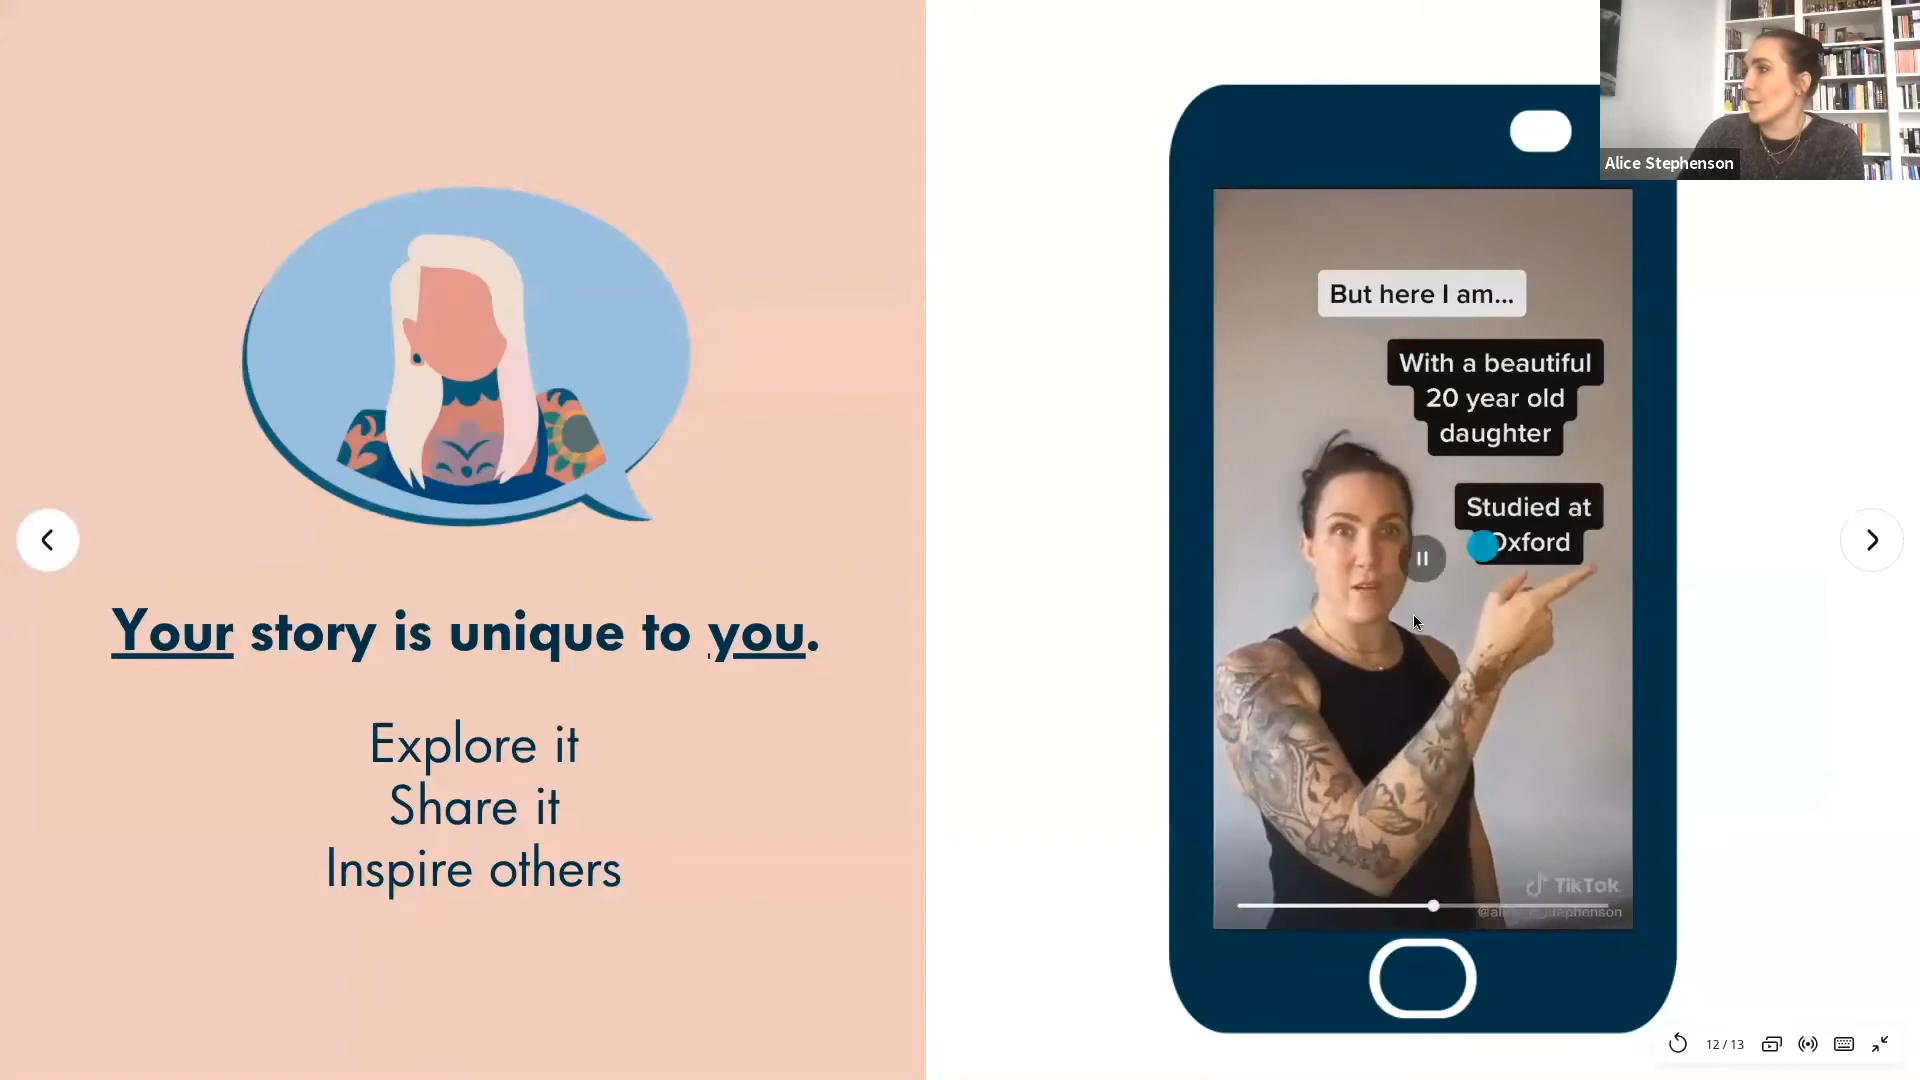 Alice Stephenson
But here I am...
With a beautiful
20 year old
daughter
Studied at
Oxford
Your story is unique to you.
Explore it
Share it
Inspire others
TikTok
12 / 13